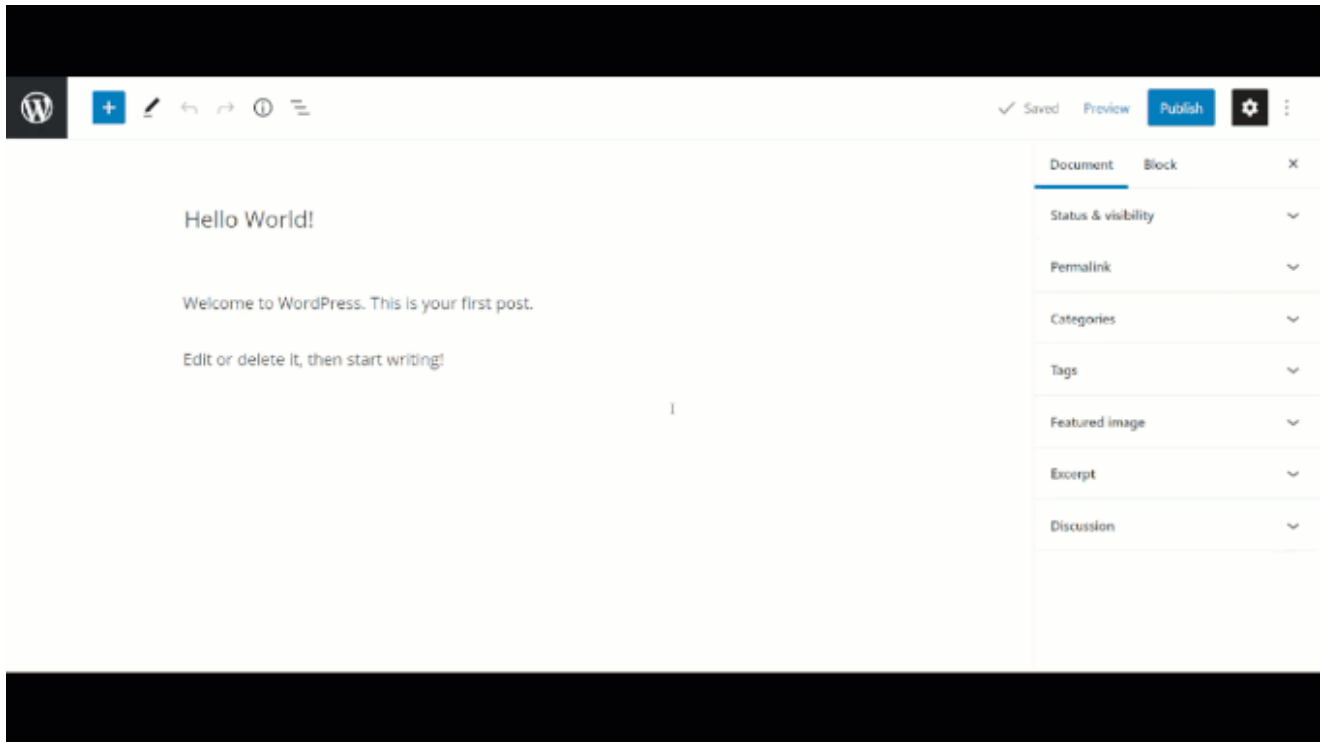 Saved Preview Publish
Document Block
Hello World!
Status & visibility
Permalink
Welcome to WordPress. This is your first post.
Categories
Edit or delete it, then start writing!
Tags
Featured image
Excerpt
Discussion